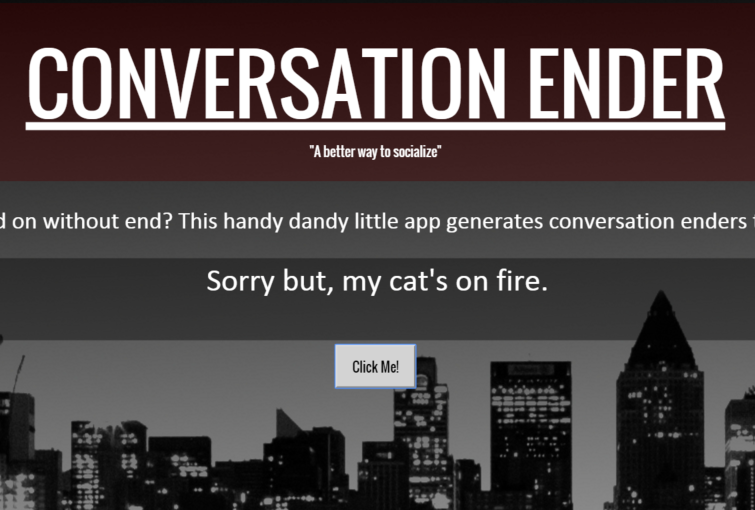 CONVERSATION ENDER
"A better way to socialize"
on without end? This handy dandy little app generates conversation enders
Sorry but, my cat's on fire.
Click Me!